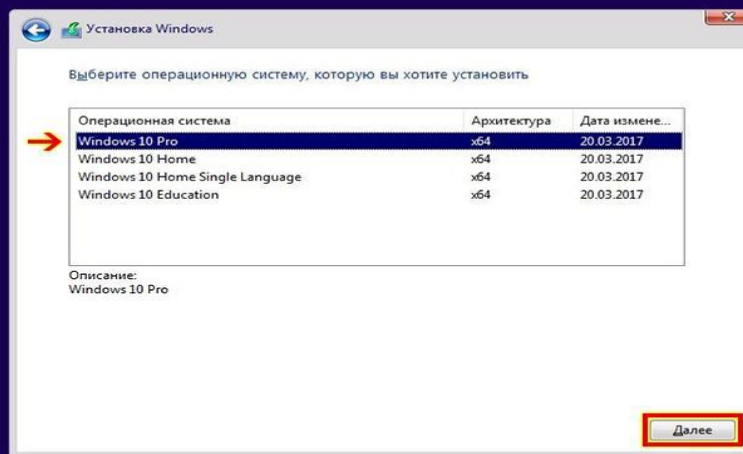 Установка Windows
Выберите операционную систему, которую вы хотите установить
Операционная система Архитектура Дата измене...
Windows 10 Pro x64 20.03.2017
Windows 10 Home x64 20.03.2017
Windows 10 Home Single Language x64 20.03.2017
Windows 10 Education x64 20.03.2017
Описание:
Windows 10 Pro
Далее